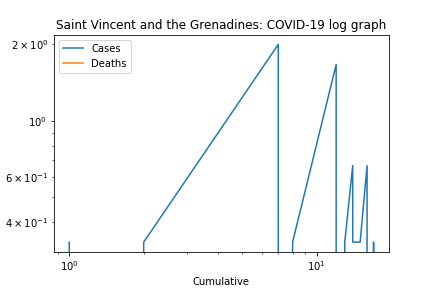 Saint Vincent and the Grenadines: COVID-19 log graph
Cases
Deaths
2 × 10⁰
10⁰
6 × 10⁻¹
4 × 10⁻¹
10⁰ 10¹
Cumulative